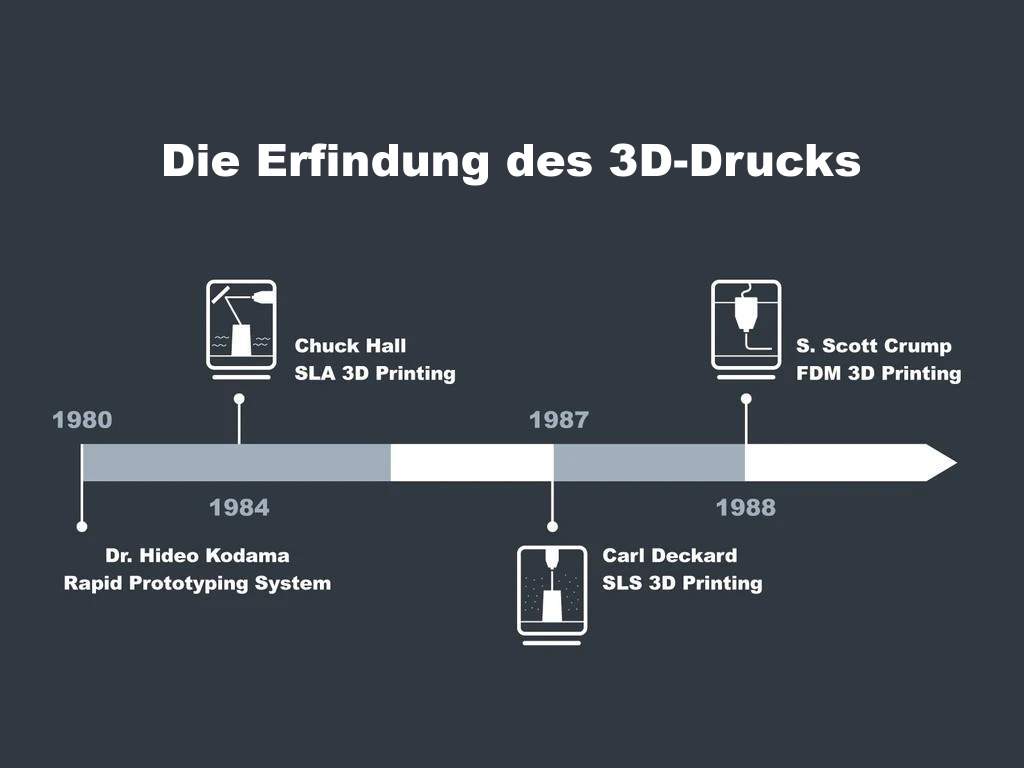 Die Erfindung des 3D-Drucks
Chuck Hall
SLA 3D Printing
S. Scott Crump
FDM 3D Printing
1980
1987
1984
1988
Dr. Hideo Kodama
Rapid Prototyping System
Carl Deckard
SLS 3D Printing